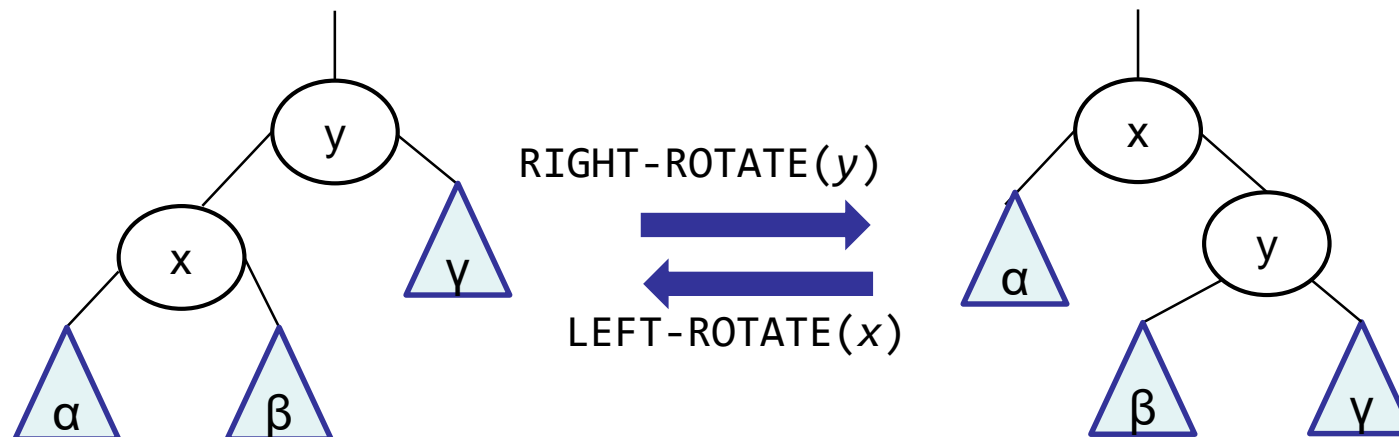 y
x
α
β
γ
RIGHT-ROTATE(y)
LEFT-ROTATE(x)
x
α
y
β
γ